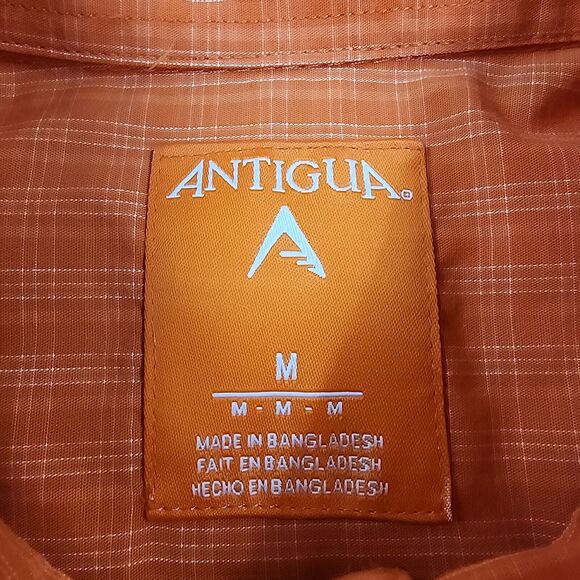 ANTIGUA®
M
M - M - M
MADE IN BANGLADESH
FAIT EN BANGLADESH
HECHO EN BANGLADESH